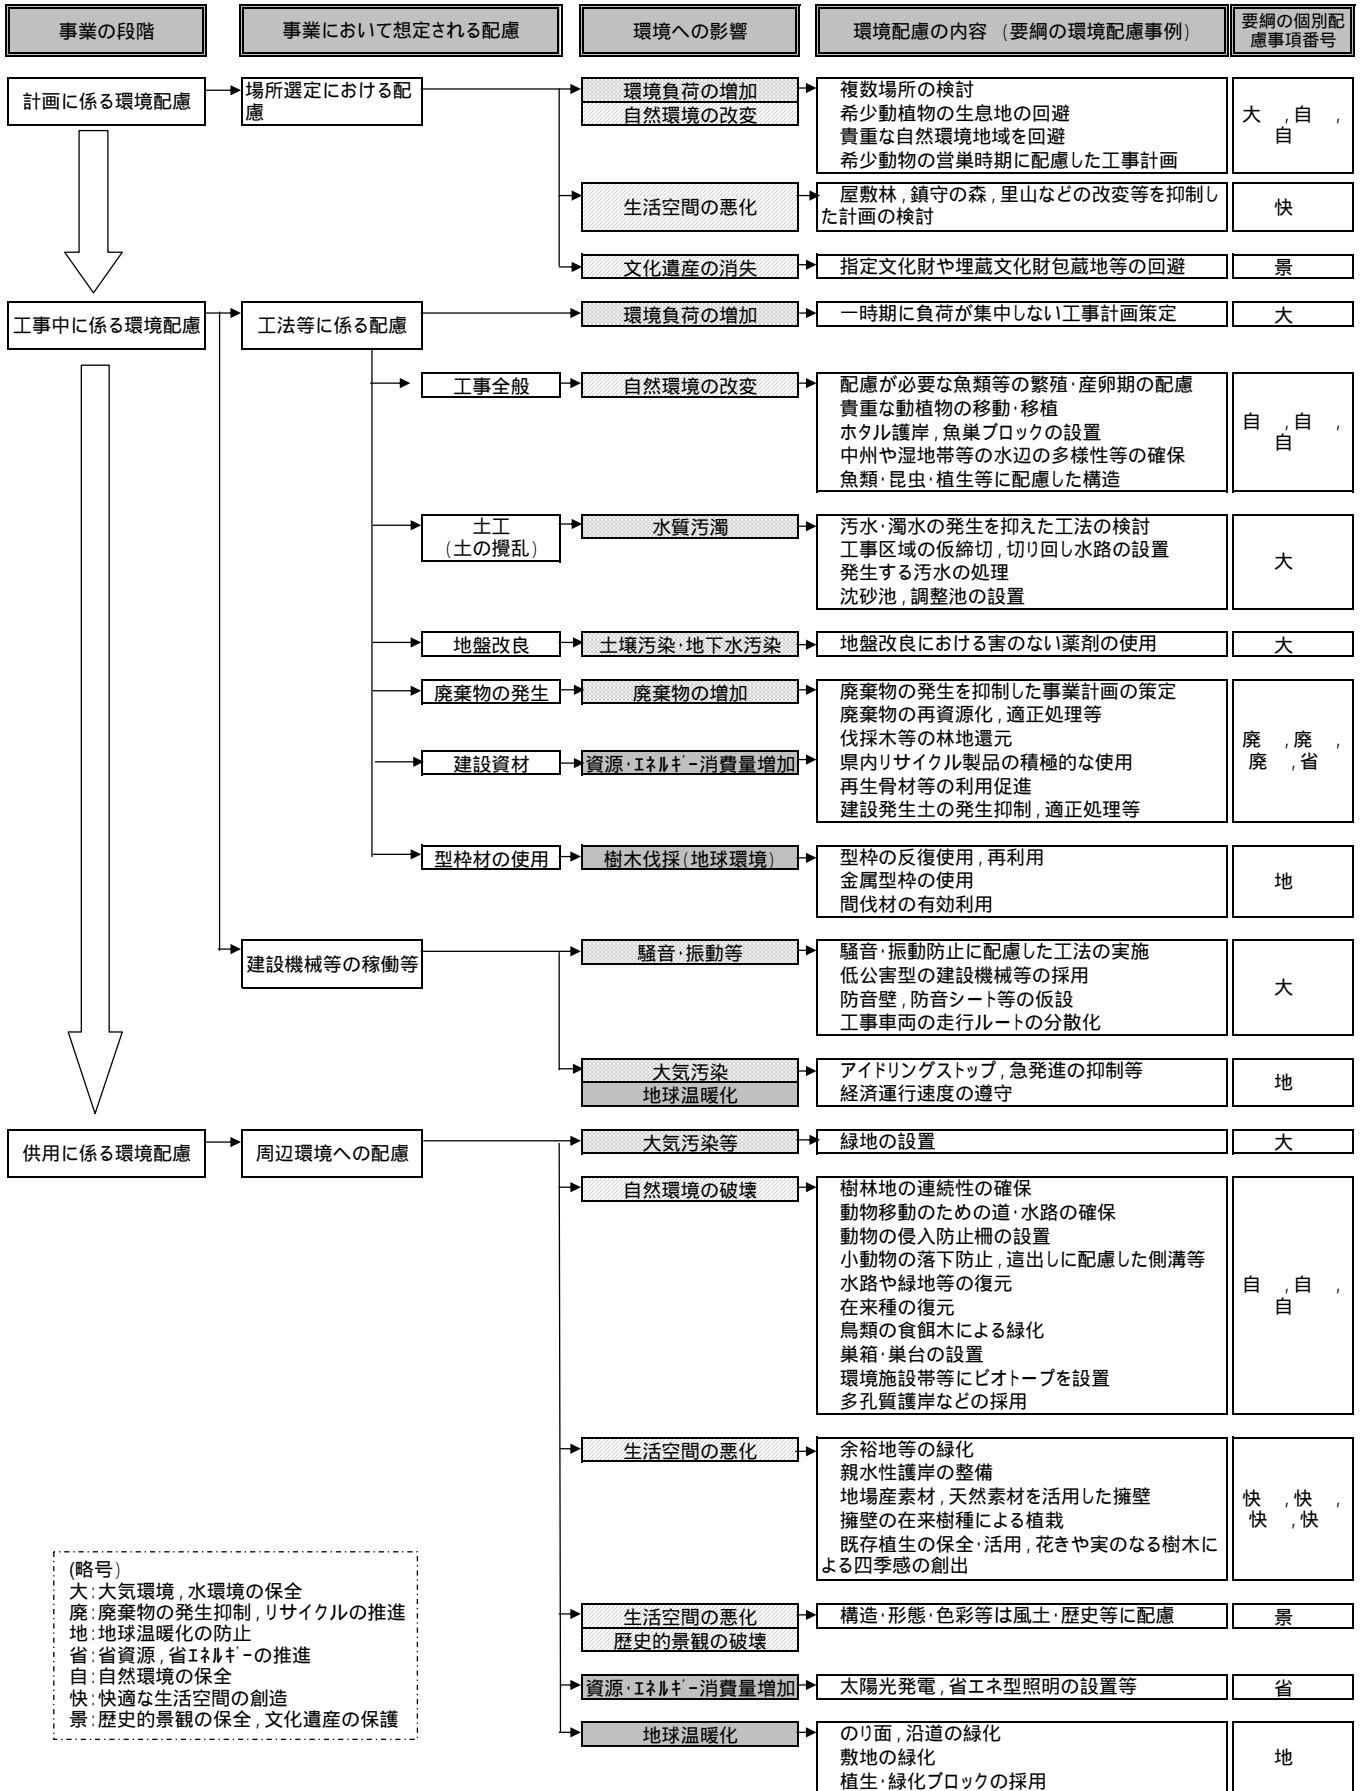 事業の段階
事業において想定される配慮
環境への影響
環境配慮の内容 (要綱の環境配慮事例)
要綱の個別配
慮事項番号
計画に係る環境配慮
場所選定における配
慮
環境負荷の増加
自然環境の改変
複数場所の検討
希少動植物の生息地の回避
貴重な自然環境地域を回避
希少動物の営巣時期に配慮した工事計画
大 ,自 ,
自
生活空間の悪化
屋敷林,鎮守の森,里山などの改変等を抑制し
た計画の検討
快
文化遺産の消失
指定文化財や埋蔵文化財包蔵地等の回避
景
工事中に係る環境配慮
工法等に係る配慮
環境負荷の増加
一時期に負荷が集中しない工事計画策定
大
工事全般
自然環境の改変
配慮が必要な魚類等の繁殖・産卵期の配慮
貴重な動植物の移動・移植
ホタル護岸,魚巣ブロックの設置
中州や湿地帯等の水辺の多様性等の確保
魚類・昆虫・植生等に配慮した構造
自 ,自 ,
自
土工
(土の攪乱)
水質汚濁
汚水・濁水の発生を抑えた工法の検討
工事区域の仮締切,切り回し水路の設置
発生する汚水の処理
沈砂池,調整池の設置
大
地盤改良
土壌汚染・地下水汚染
地盤改良における害のない薬剤の使用
大
廃棄物の発生
廃棄物の増加
廃棄物の発生を抑制した事業計画の策定
廃棄物の再資源化,適正処理等
伐採木等の林地還元
県内リサイクル製品の積極的な使用
再生骨材等の利用促進
建設発生土の発生抑制,適正処理等
廃 ,廃 ,
廃 ,省
建設資材
資源・エネルギー消費量増加
型枠材の使用
樹木伐採(地球環境)
型枠の反復使用,再利用
金属型枠の使用
間伐材の有効利用
地
建設機械等の稼働等
騒音・振動等
騒音・振動防止に配慮した工法の実施
低公害型の建設機械等の採用
防音壁,防音シート等の仮設
工事車両の走行ルートの分散化
大
大気汚染
地球温暖化
アイドリングストップ,急発進の抑制等
経済運行速度の遵守
地
供用に係る環境配慮
周辺環境への配慮
大気汚染等
緑地の設置
大
自然環境の破壊
樹林地の連続性の確保
動物移動のための道・水路の確保
動物の侵入防止柵の設置
小動物の落下防止,這出しに配慮した側溝等
水路や緑地等の復元
在来種の復元
鳥類の食餌木による緑化
巣箱・巣台の設置
環境施設帯等にビオトープを設置
多孔質護岸などの採用
自 ,自 ,
自
生活空間の悪化
余裕地等の緑化
親水性護岸の整備
地場産素材,天然素材を活用した擁壁
擁壁の在来樹種による植栽
既存植生の保全・活用,花きや実のなる樹木に
よる四季感の創出
快 ,快 ,
快 ,快
生活空間の悪化
歴史的景観の破壊
構造・形態・色彩等は風土・歴史等に配慮
景
資源・エネルギー消費量増加
太陽光発電,省エネ型照明の設置等
省
地球温暖化
のり面,沿道の緑化
敷地の緑化
植生・緑化ブロックの採用
地
(略号)
大:大気環境,水環境の保全
廃:廃棄物の発生抑制,リサイクルの推進
地:地球温暖化の防止
省:省資源,省エネルギーの推進
自:自然環境の保全
快:快適な生活空間の創造
景:歴史的景観の保全,文化遺産の保護